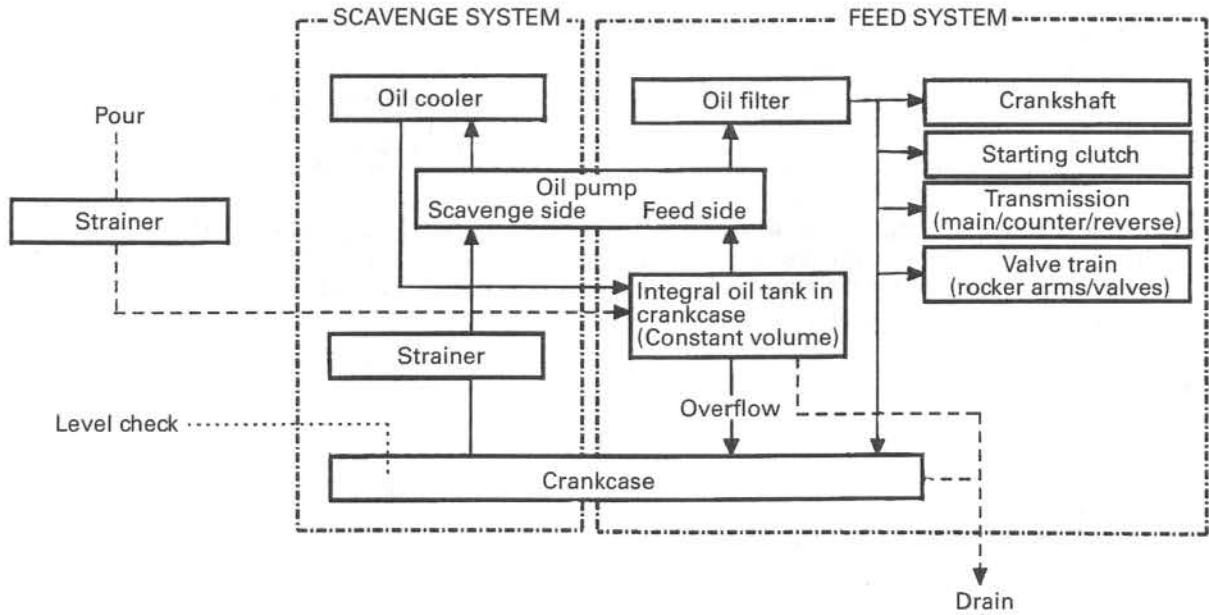 SCAVENGE SYSTEM
FEED SYSTEM
Pour
Strainer
Oil cooler
Oil filter
Oil pump
Scavenge side
Feed side
Integral oil tank in
crankcase
(Constant volume)
Strainer
Overflow
Level check
Crankcase
Crankshaft
Starting clutch
Transmission
(main/counter/reverse)
Valve train
(rocker arms/valves)
Drain